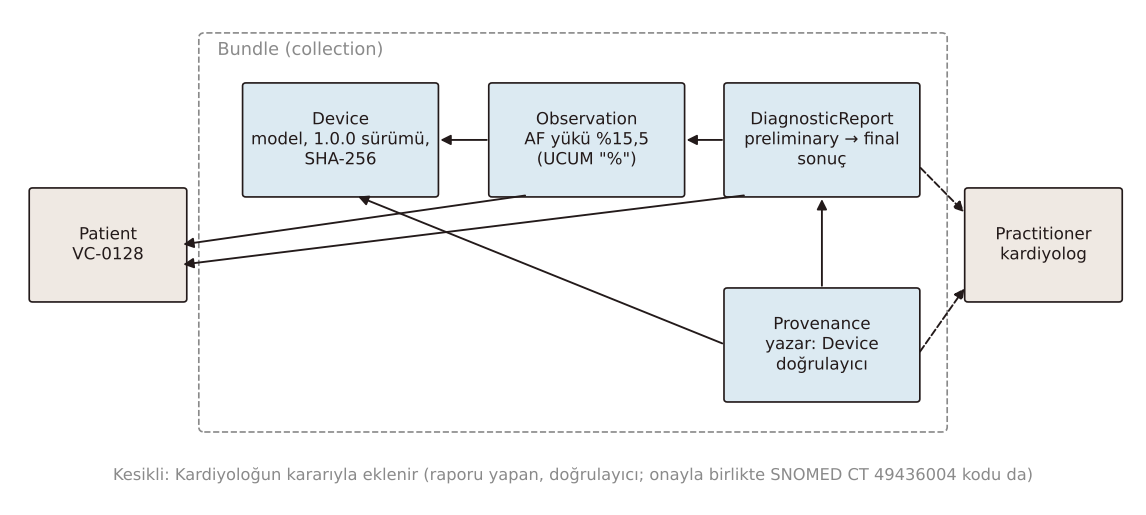 Bundle (collection)
Device
model, 1.0.0 sürümü,
SHA-256
Observation
AF yükü %15,5
(UCUM "%")
DiagnosticReport
preliminary → final
sonuç
Patient
VC-0128
Practitioner
kardiyolog
Provenance
yazar: Device
doğrulayıcı
Kesikli: Kardiyoloğun kararıyla eklenir (raporu yapan, doğrulayıcı; onayla birlikte SNOMED CT 49436004 kodu da)